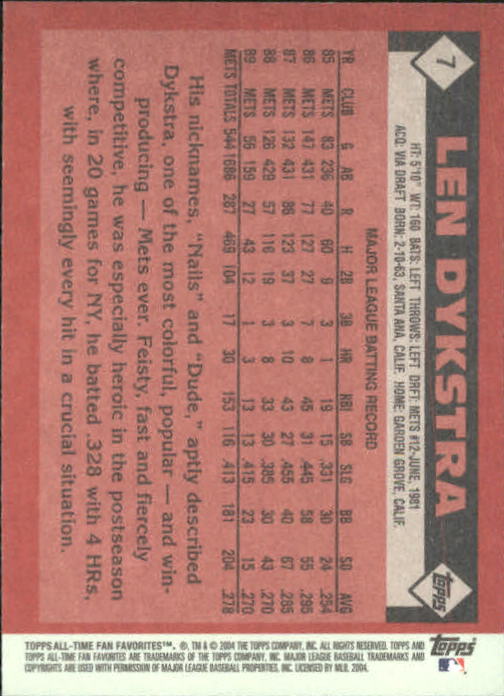 7
LEN DYKSTRA
topps
HT: 5'10" WT: 160 BATS: LEFT THROWS: LEFT DRFT: METS #12-JUNE, 1981
ACQ: VIA DRAFT BORN: 2-10-63, SANTA ANA, CALIF. HOME: GARDEN GROVE, CALIF.
MAJOR LEAGUE BATTING RECORD
YR CLUB G AB R H 2B 3B HR RBI SB SLG BB SO AVG
85 METS 83 236 40 60 9 3 1 19 15 .331 30 24 .254
86 METS 147 431 77 127 27 7 8 45 31 .445 58 55 .295
87 METS 132 431 86 123 37 3 10 43 27 .455 40 67 .285
88 METS 126 429 57 116 19 3 8 33 30 .385 30 43 .270
89 METS 56 159 27 43 12 1 3 13 13 .415 23 15 .270
METS TOTALS 544 1686 287 469 104 17 30 153 116 .413 181 204 .278
His nicknames, "Nails" and "Dude," aptly described
Dykstra, one of the most colorful, popular — and win-
producing — Mets ever. Feisty, fast and fiercely
competitive, he was especially heroic in the postseason
where, in 20 games for NY, he batted .328 with 4 HRs,
with seemingly every hit in a crucial situation.
TOPPS ALL-TIME FAN FAVORITES™. ®, TM & © 2004 THE TOPPS COMPANY, INC. ALL RIGHTS RESERVED. TOPPS AND
TOPPS ALL-TIME FAN FAVORITES ARE TRADEMARKS OF THE TOPPS COMPANY, INC. MAJOR LEAGUE BASEBALL TRADEMARKS AND
COPYRIGHTS ARE USED WITH PERMISSION OF MAJOR LEAGUE BASEBALL PROPERTIES, INC. LICENSED BY MLB, 2004.
topps